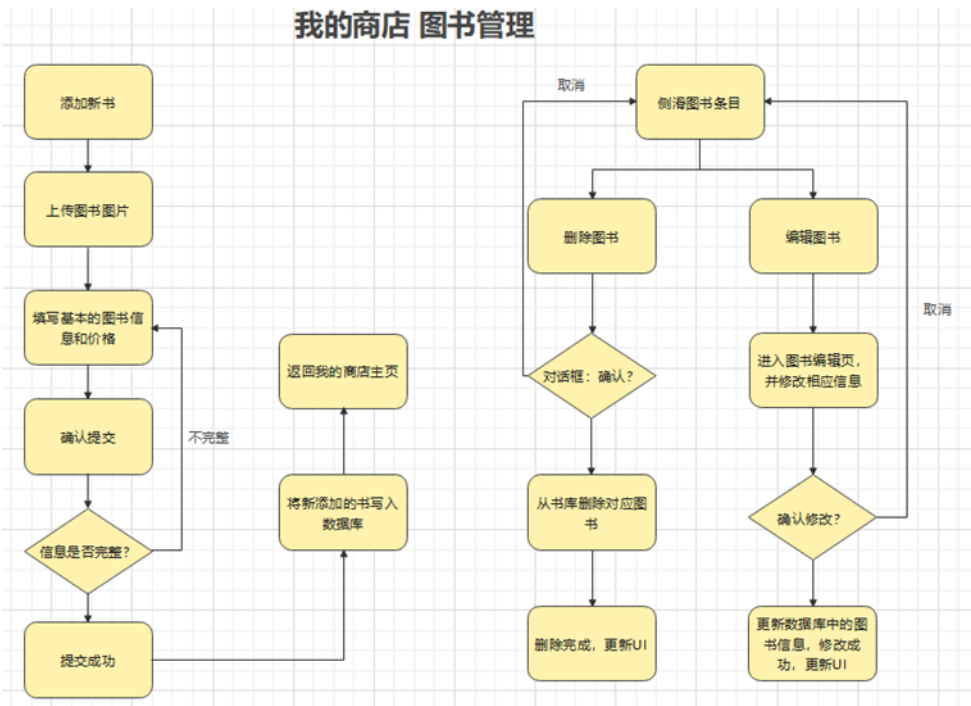 我的商店 图书管理
添加新书
上传图书图片
填写基本的图书信
息和价格
确认提交
不完整
信息是否完整？
提交成功
返回我的商店主页
将新添加的书写入
数据库
取消
侧滑图书条目
删除图书
编辑图书
取消
对话框：确认？
进入图书编辑页，
并修改相应信息
从书库删除对应图
书
确认修改？
删除完成，更新UI
更新数据库中的图
书信息，修改成
功，更新UI